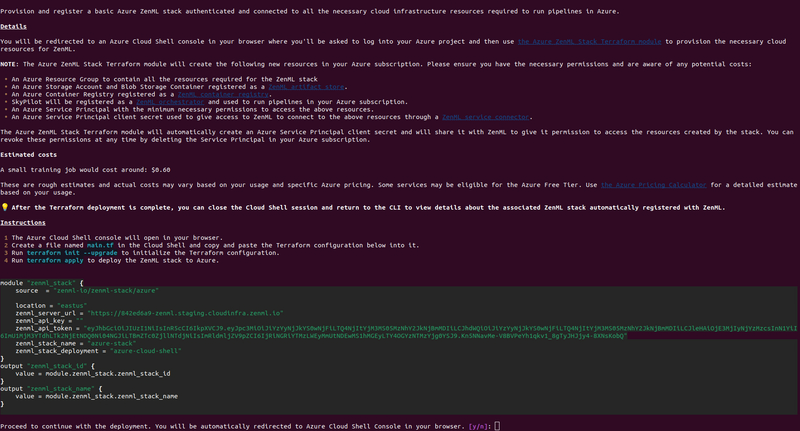 Provision and register a basic Azure ZenML stack authenticated and connected to all the necessary cloud infrastructure resources required to run pipelines in Azure.
Details
You will be redirected to an Azure Cloud Shell console in your browser where you'll be asked to log into your Azure project and then use the Azure ZenML Stack Terraform module to provision the necessary cloud
resources for ZenML.
NOTE: The Azure ZenML Stack Terraform module will create the following new resources in your Azure subscription. Please ensure you have the necessary permissions and are aware of any potential costs:
• An Azure Resource Group to contain all the resources required for the ZenML stack
• An Azure Storage Account and Blob Storage Container registered as a ZenML artifact store.
• An Azure Container Registry registered as a ZenML container registry.
• SkyPilot will be registered as a ZenML orchestrator and used to run pipelines in your Azure subscription.
• An Azure Service Principal with the minimum necessary permissions to access the above resources.
• An Azure Service Principal client secret used to give access to ZenML to connect to the above resources through a ZenML service connector.
The Azure ZenML Stack Terraform module will automatically create an Azure Service Principal client secret and will share it with ZenML to give it permission to access the resources created by the stack. You can
revoke these permissions at any time by deleting the Service Principal in your Azure subscription.
Estimated costs
A small training job would cost around: $0.60
These are rough estimates and actual costs may vary based on your usage and specific Azure pricing. Some services may be eligible for the Azure Free Tier. Use the Azure Pricing Calculator for a detailed estimate
based on your usage.
💡 After the Terraform deployment is complete, you can close the Cloud Shell session and return to the CLI to view details about the associated ZenML stack automatically registered with ZenML.
Instructions
1 The Azure Cloud Shell console will open in your browser.
2 Create a file named main.tf in the Cloud Shell and copy and paste the Terraform configuration below into it.
3 Run terraform init --upgrade to initialize the Terraform configuration.
4 Run terraform apply to deploy the ZenML stack to Azure.
module "zenml_stack" {
source = "zenml-io/zenml-stack/azure"
location = "eastus"
zenml_server_url = "https://842ed6a9-zenml.staging.cloudinfra.zenml.io"
zenml_api_key = ""
zenml_api_token =
zenml_stack_name = "azure-stack"
zenml_stack_deployment = "azure-cloud-shell"
}
output "zenml_stack_id" {
value = module.zenml_stack.zenml_stack_id
}
output "zenml_stack_name" {
value = module.zenml_stack.zenml_stack_name
}
Proceed to continue with the deployment. You will be automatically redirected to Azure Cloud Shell Console in your browser. [y/n]: